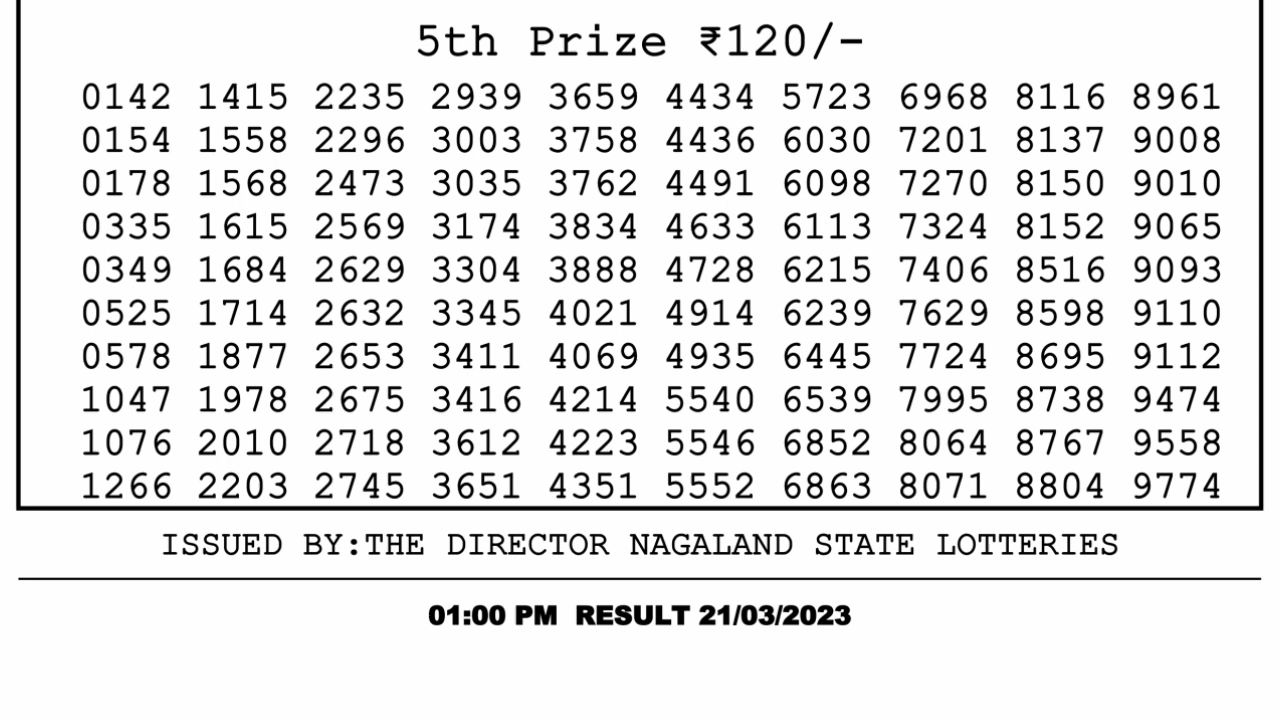 5th Prize ₹120/-
0142 1415 2235 2939 3659 4434 5723 6968 8116 8961
0154 1558 2296 3003 3758 4436 6030 7201 8137 9008
0178 1568 2473 3035 3762 4491 6098 7270 8150 9010
0335 1615 2569 3174 3834 4633 6113 7324 8152 9065
0349 1684 2629 3304 3888 4728 6215 7406 8516 9093
0525 1714 2632 3345 4021 4914 6239 7629 8598 9110
0578 1877 2653 3411 4069 4935 6445 7724 8695 9112
1047 1978 2675 3416 4214 5540 6539 7995 8738 9474
1076 2010 2718 3612 4223 5546 6852 8064 8767 9558
1266 2203 2745 3651 4351 5552 6863 8071 8804 9774
ISSUED BY:THE DIRECTOR NAGALAND STATE LOTTERIES
01:00 PM RESULT 21/03/2023